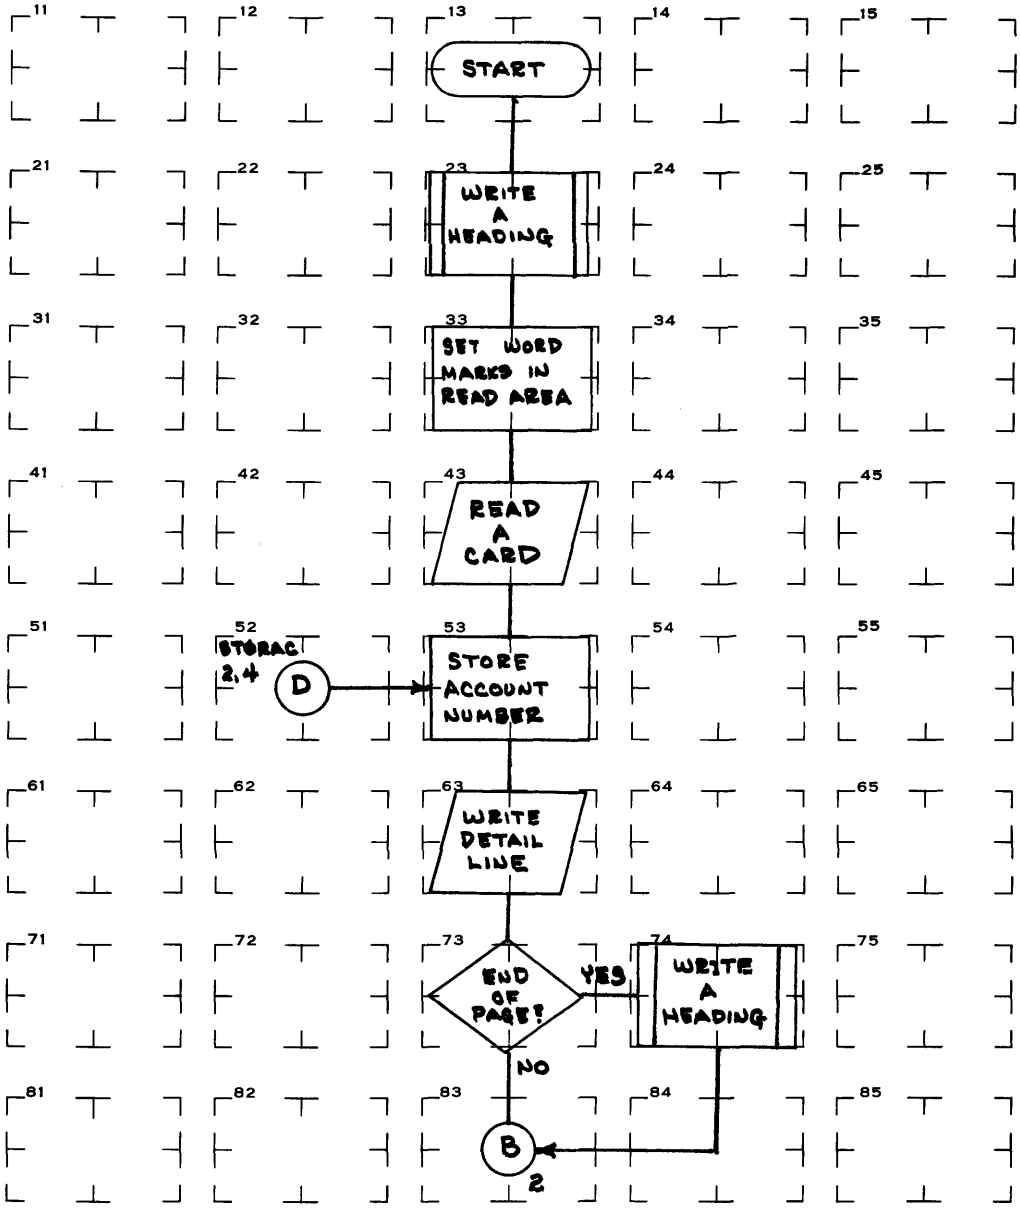 11 12 13 14 15
START
21 22 23 24 25
WRITE
A
HEADING
31 32 33 34 35
SET WORD
MARKS IN
READ AREA
41 42 43 44 45
READ
A
CARD
51 52 53 54 55
STORAC
2,4
D
STORE
ACCOUNT
NUMBER
61 62 63 64 65
WRITE
DETAIL
LINE
71 72 73 74 75
END
OF
PAGE?
YES
WRITE
A
HEADING
NO
81 82 83 84 85
B
2